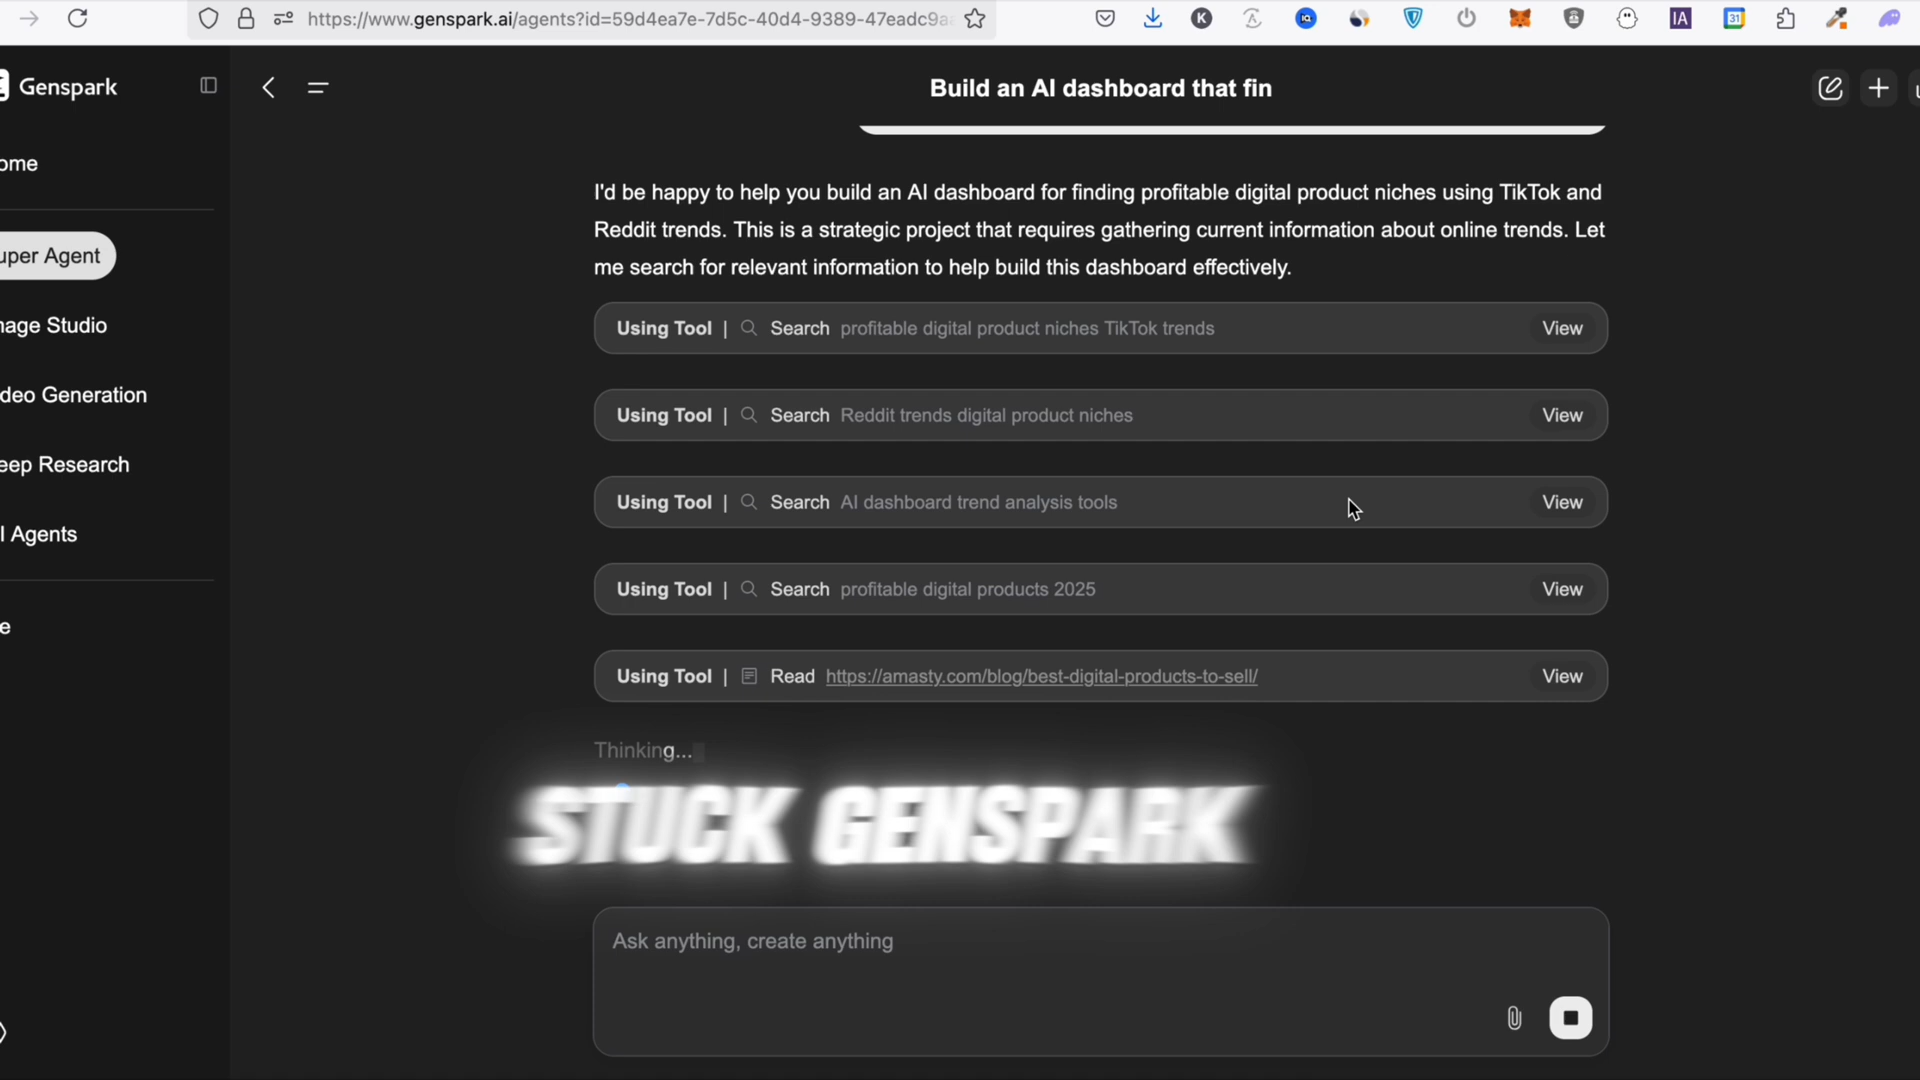 https://www.genspark.ai/agents?id=59d4ea7e-7d5c-40d4-9389-47eadc9a
K
IQ
IA
31
Genspark
Build an AI dashboard that fin
ome
uper Agent
mage Studio
deo Generation
eep Research
I Agents
e
I'd be happy to help you build an AI dashboard for finding profitable digital product niches using TikTok and
Reddit trends. This is a strategic project that requires gathering current information about online trends. Let
me search for relevant information to help build this dashboard effectively.
Using Tool | Search profitable digital product niches TikTok trends View
Using Tool | Search Reddit trends digital product niches View
Using Tool | Search AI dashboard trend analysis tools View
Using Tool | Search profitable digital products 2025 View
Using Tool | Read https://amasty.com/blog/best-digital-products-to-sell/ View
Thinking...
STUCK GENSPARK
Ask anything, create anything